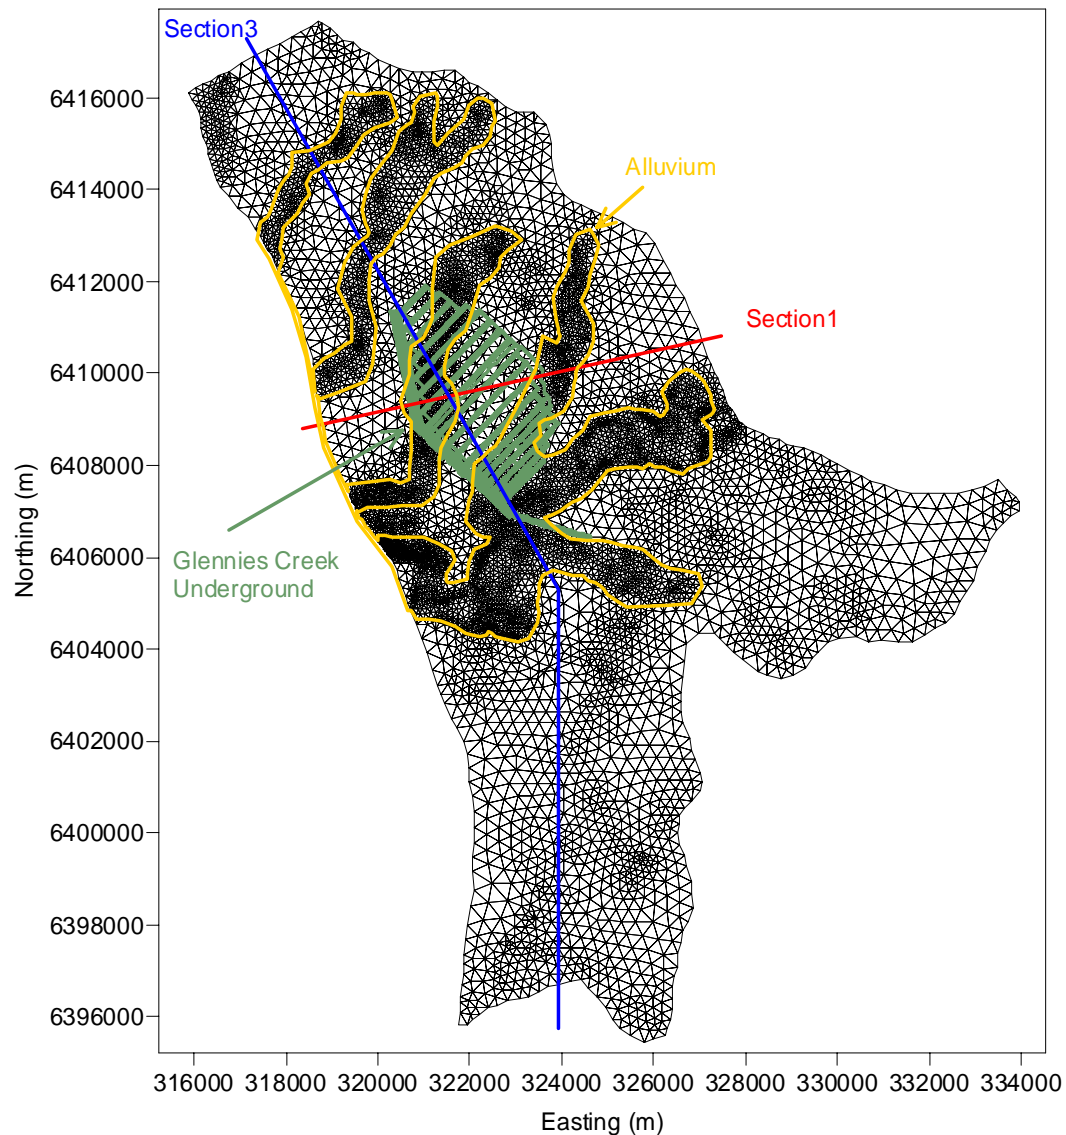 Section3
Alluvium
Section1
Glennies Creek
Underground
Northing (m)
6416000
6414000
6412000
6410000
6408000
6406000
6404000
6402000
6400000
6398000
6396000
316000 318000 320000 322000 324000 326000 328000 330000 332000 334000
Easting (m)